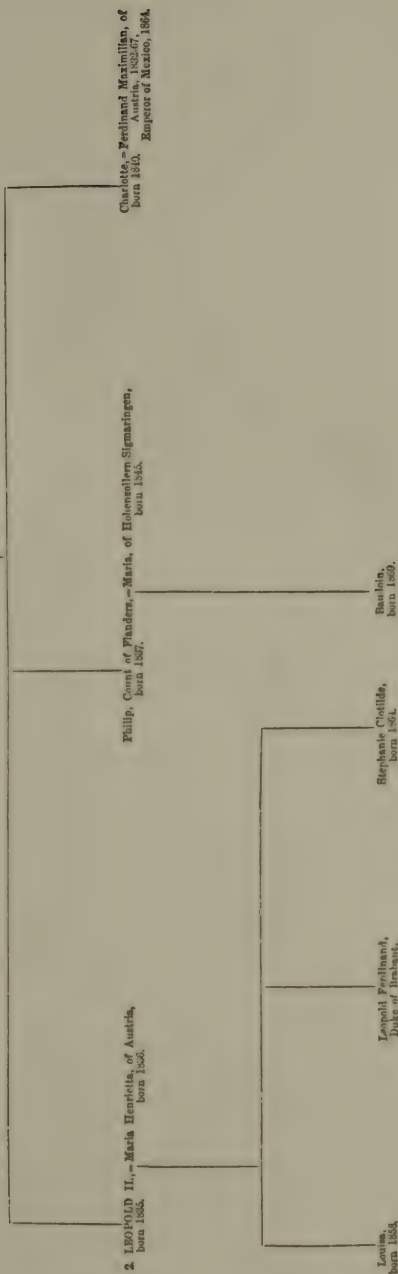 2 LEOPOLD II.,=Maria Henrietta, of Austria,
born 1835.
born 1836.
Philip, Count of Flanders,=Maria, of Hohenzollern Sigmaringen,
born 1837.
born 1845.
Charlotte,=Ferdinand Maximilian, of
born 1840.
Austria, 1832-67,
Emperor of Mexico, 1864.
Louisa,
born 1858.
Leopold Ferdinand,
Duke of Brabant,
Stephanie Clotilde,
born 1864.
Baudoin,
born 1869.